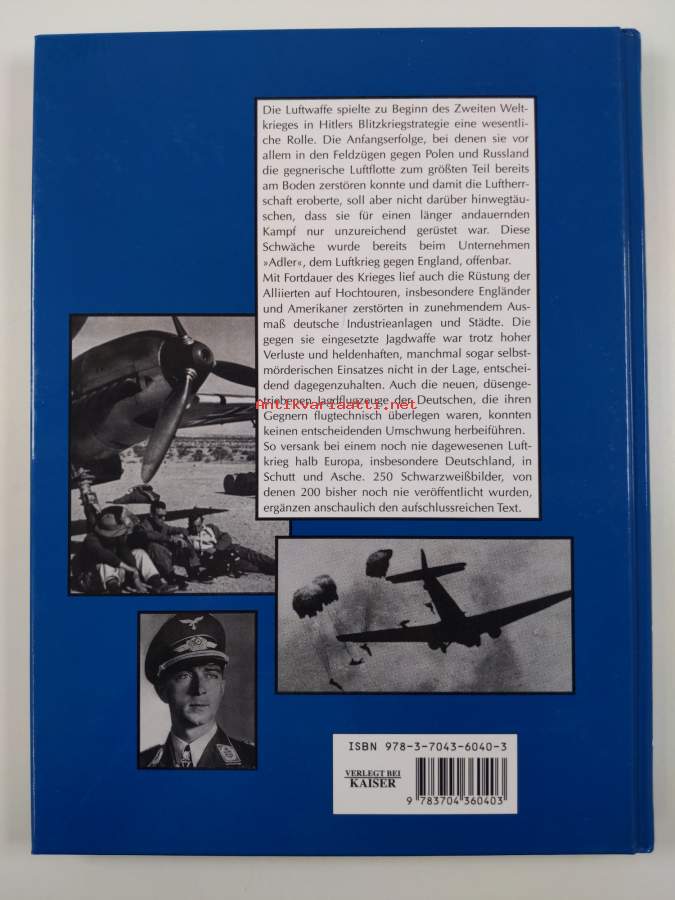 Die Luftwaffe spielte zu Beginn des Zweiten Welt-
krieges in Hitlers Blitzkriegstrategie eine wesentli-
che Rolle. Die Anfangserfolge, bei denen sie vor
allem in den Feldzügen gegen Polen und Russland
die gegnerische Luftflotte zum größten Teil bereits
am Boden zerstören konnte und damit die Luftherr-
schaft eroberte, soll aber nicht darüber hinwegtäu-
schen, dass sie für einen länger andauernden
Kampf nur unzureichend gerüstet war. Diese
Schwäche wurde bereits beim Unternehmen
»Adler«, dem Luftkrieg gegen England, offenbar.
Mit Fortdauer des Krieges lief auch die Rüstung der
Alliierten auf Hochtouren, insbesondere Engländer
und Amerikaner zerstörten in zunehmendem Aus-
maß deutsche Industrieanlagen und Städte. Die
gegen sie eingesetzte Jagdwaffe war trotz hoher
Verluste und heldenhaften, manchmal sogar selbst-
mörderischen Einsatzes nicht in der Lage, entschei-
dend dagegenzuhalten. Auch die neuen, düsenge-
triebenen Jagdflugzeuge der Deutschen, die ihren
Antikvariaatti.net
Gegnern flugtechnisch überlegen waren, konnten
keinen entscheidenden Umschwung herbeiführen.
So versank bei einem noch nie dagewesenen Luft-
krieg halb Europa, insbesondere Deutschland, in
Schutt und Asche. 250 Schwarzweißbilder, von
denen 200 bisher noch nie veröffentlicht wurden,
ergänzen anschaulich den aufschlussreichen Text.
ISBN 978-3-7043-6040-3
VERLEGT BEI
KAISER
9 783704 360403